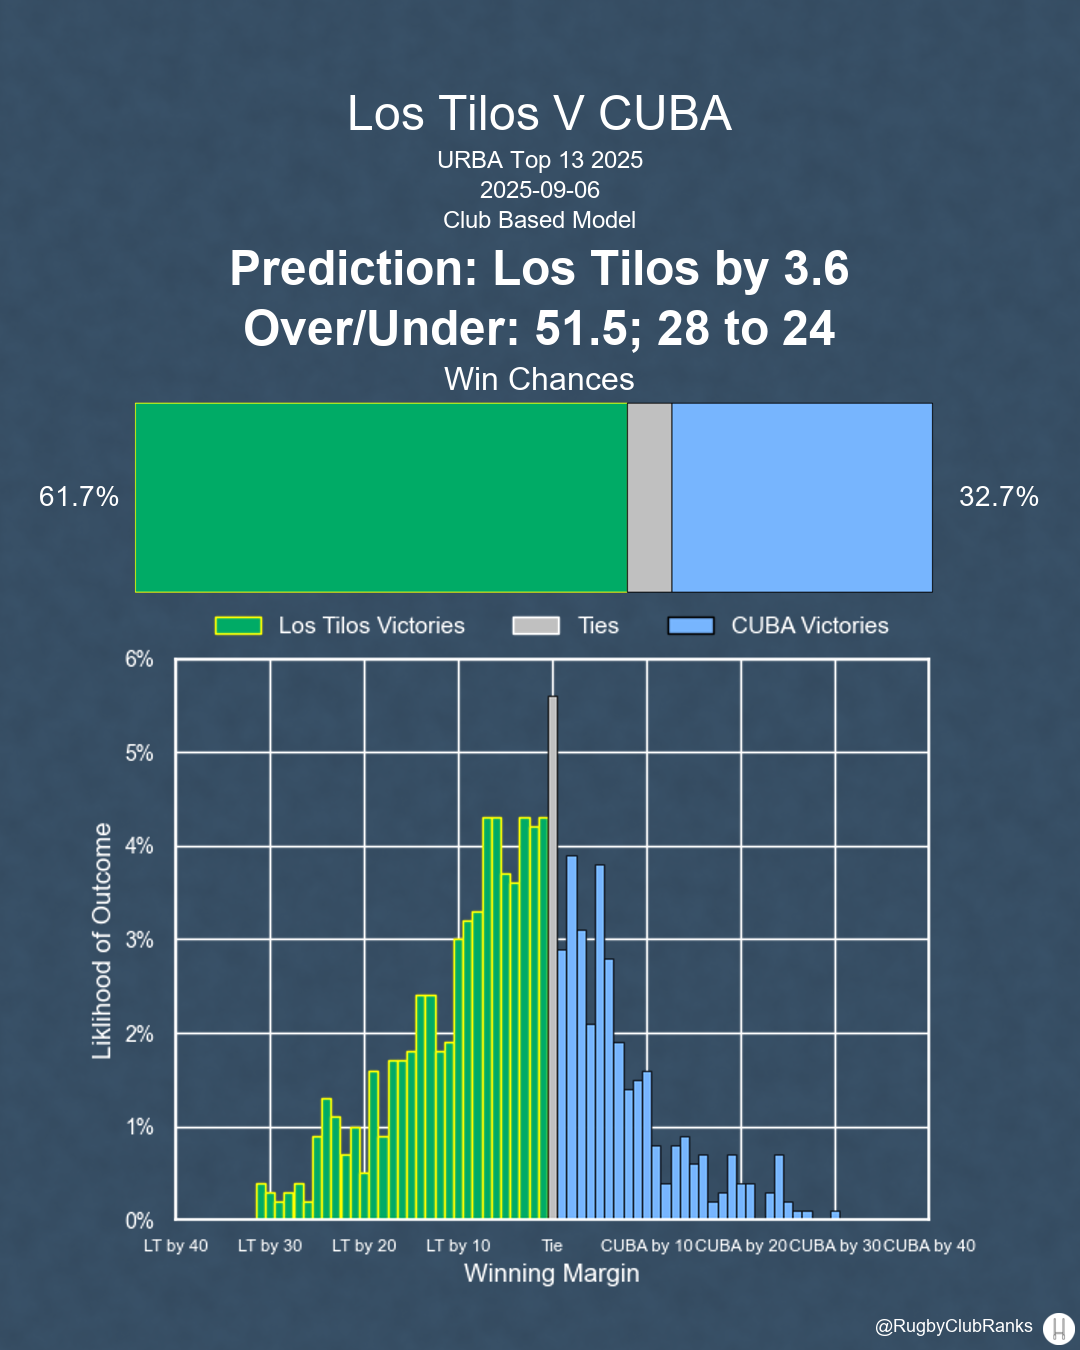 Los Tilos V CUBA
URBA Top 13 2025
2025-09-06
Club Based Model
Prediction: Los Tilos by 3.6
Over/Under: 51.5; 28 to 24
Win Chances
61.7%
32.7%
Los Tilos Victories
Ties
CUBA Victories
6%
5%
4%
3%
2%
1%
0%
Liklihood of Outcome
LT by 40
LT by 30
LT by 20
LT by 10
Tie
CUBA by 10
CUBA by 20
CUBA by 30
CUBA by 40
Winning Margin
@RugbyClubRanks